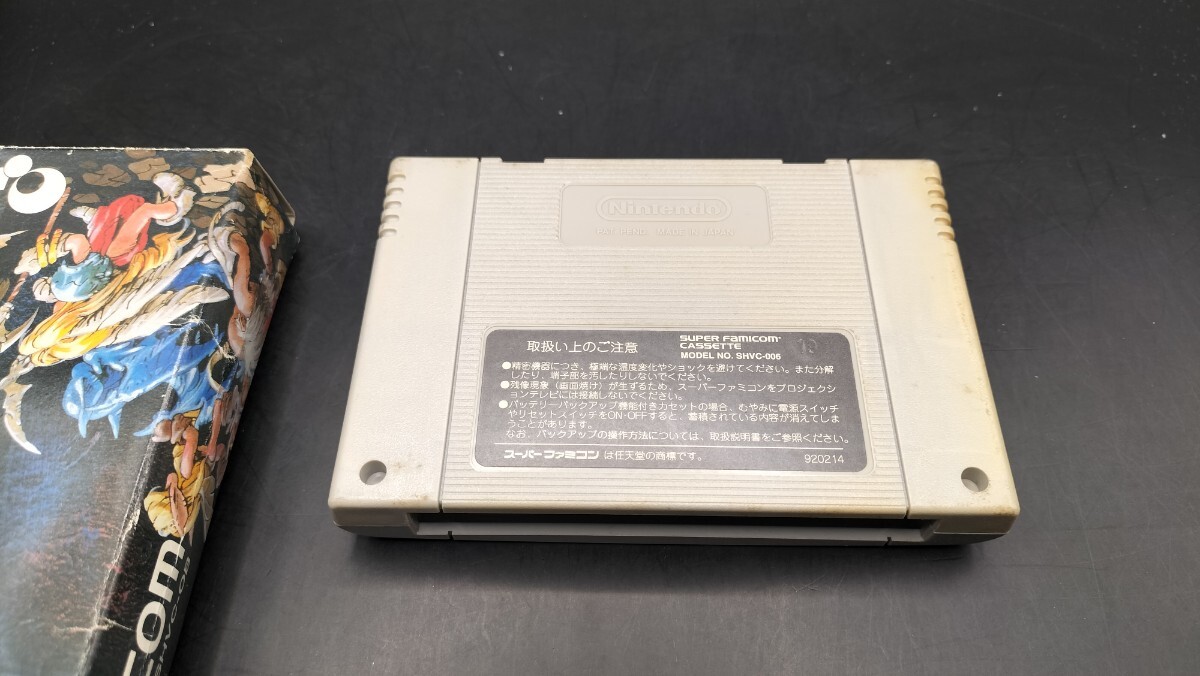 Nintendo
PAT. PEND. MADE IN JAPAN
取扱い上のご注意
SUPER FAMICOM
CASSETTE
MODEL NO. SHVC-006
●精密機器につき、極端な温度変化やショックを避けてください。また分解
したり、端子部を汚したりしないでください。
●残像現象（画面焼け）が生ずるため、スーパーファミコンをプロジェクシ
ョンテレビには接続しないでください。
●バッテリーバックアップ機能付きカセットの場合、むやみに電源スイッチ
やリセットスイッチをON-OFFすると、蓄積されている内容が消えてしま
うことがあります。
なお、バックアップの操作方法については、取扱説明書をご参照ください。
スーパーファミコン は任天堂の商標です。
920214
com